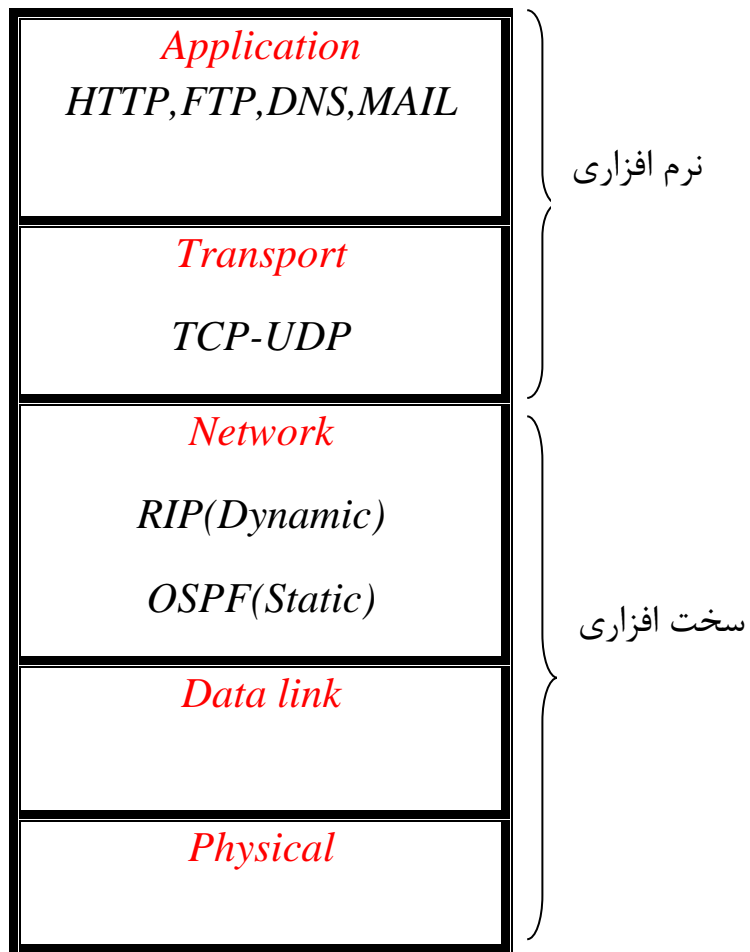 Application
HTTP,FTP,DNS,MAIL
نرم افزاری
Transport
TCP-UDP
Network
RIP(Dynamic)
OSPF(Static)
سخت افزاری
Data link
Physical